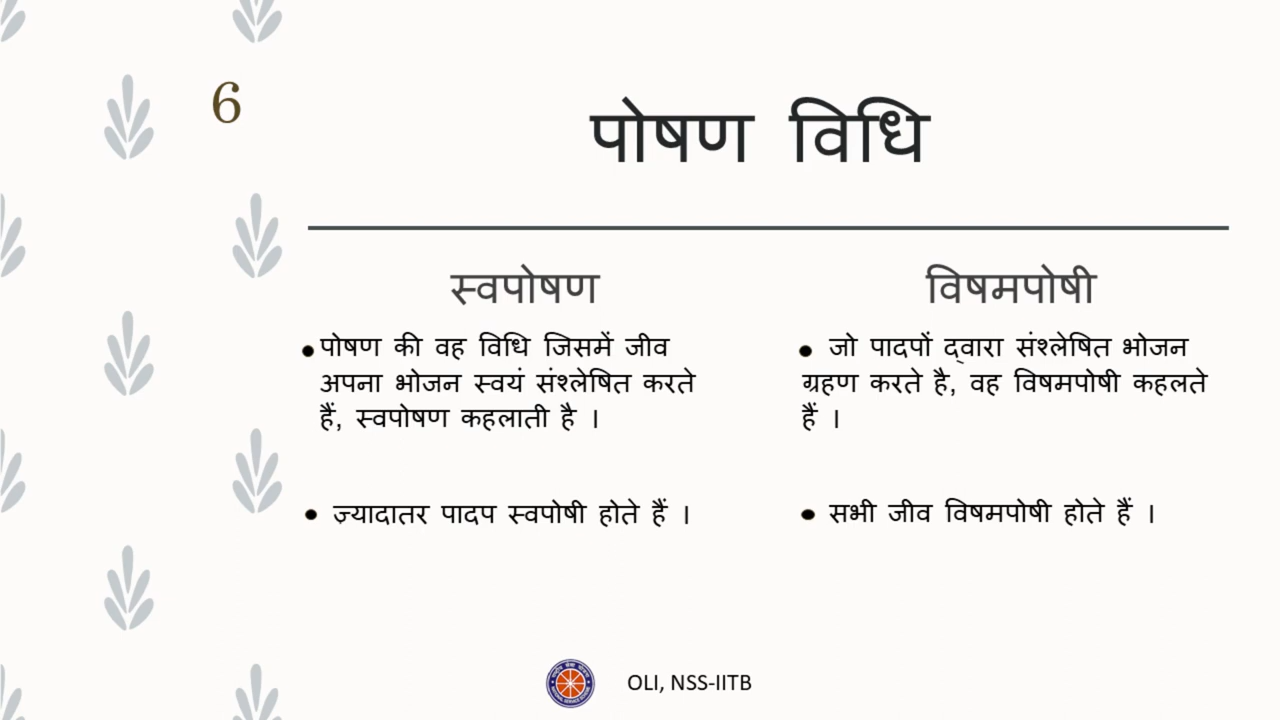 6
पोषण विधि
स्वपोषण
• पोषण की वह विधि जिसमें जीव
अपना भोजन स्वयं संश्लेषित करते
हैं, स्वपोषण कहलाती है ।
• ज़्यादातर पादप स्वपोषी होते हैं ।
विषमपोषी
• जो पादपों द्वारा संश्लेषित भोजन
ग्रहण करते है, वह विषमपोषी कहलते
हैं ।
• सभी जीव विषमपोषी होते हैं ।
OLI, NSS-IITB